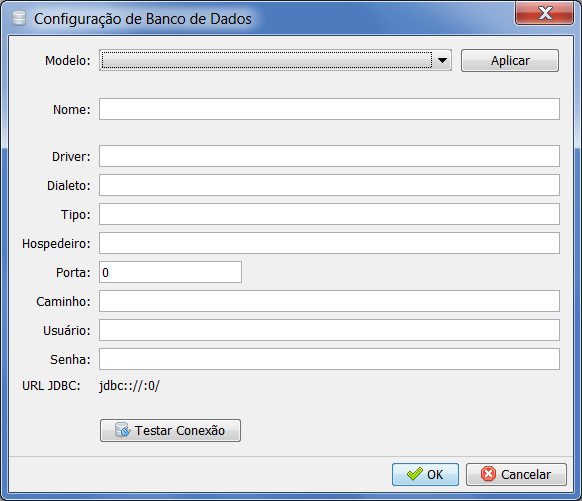 Configuração de Banco de Dados
Modelo: Aplicar
Nome:
Driver:
Dialeto:
Tipo:
Hospedeiro:
Porta: 0
Caminho:
Usuário:
Senha:
URL JDBC: jdbc:://:0/
Testar Conexão
OK Cancelar